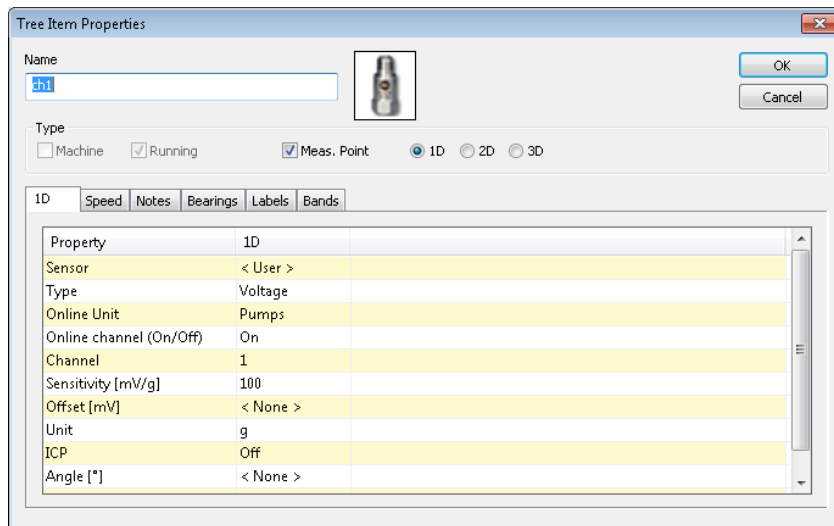 Tree Item Properties
Name
ch1
OK
Cancel
Type
Machine Running Meas. Point 1D 2D 3D
1D Speed Notes Bearings Labels Bands
Property 1D
Sensor < User >
Type Voltage
Online Unit Pumps
Online channel (On/Off) On
Channel 1
Sensitivity [mV/g] 100
Offset [mV] < None >
Unit g
ICP Off
Angle [°] < None >